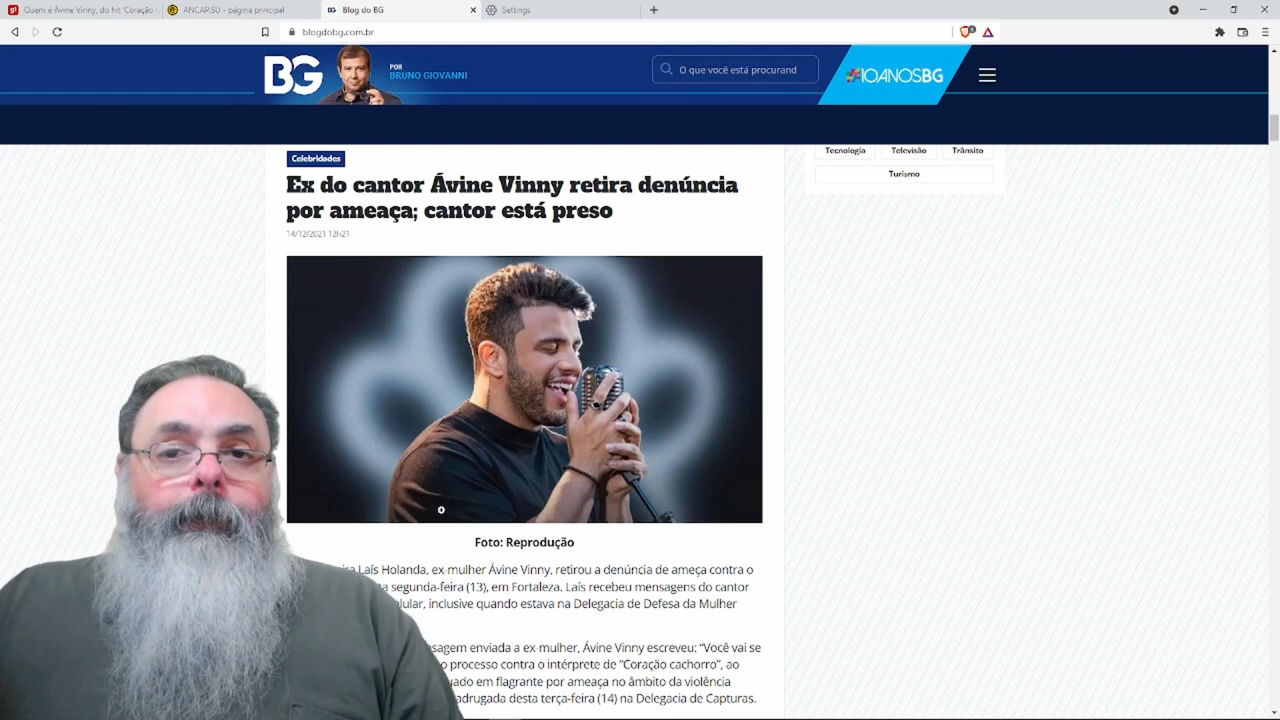 Quem é Ávine Vinny, do hit 'Coração
ANCAP.SU - página principal
Blog do BG
Settings
blogdobg.com.br
BG
POR
BRUNO GIOVANNI
O que você está procurand
#10ANOSBG
Tecnologia
Televisão
Trânsito
Turismo
Celebridades
Ex do cantor Ávine Vinny retira denúncia
por ameaça; cantor está preso
14/12/2021 12h21
Foto: Reprodução
Laís Holanda, ex-mulher Ávine Vinny, retirou a denúncia de ameça contra o
segunda-feira (13), em Fortaleza. Laís recebeu mensagens do cantor
inclusive quando estava na Delegacia de Defesa da Mulher
enviada a ex-mulher, Ávine Vinny escreveu: “Você vai se
o processo contra o intérprete de “Coração cachorro”, ao
em flagrante por ameaça no âmbito da violência
desta terça-feira (14) na Delegacia de Capturas.